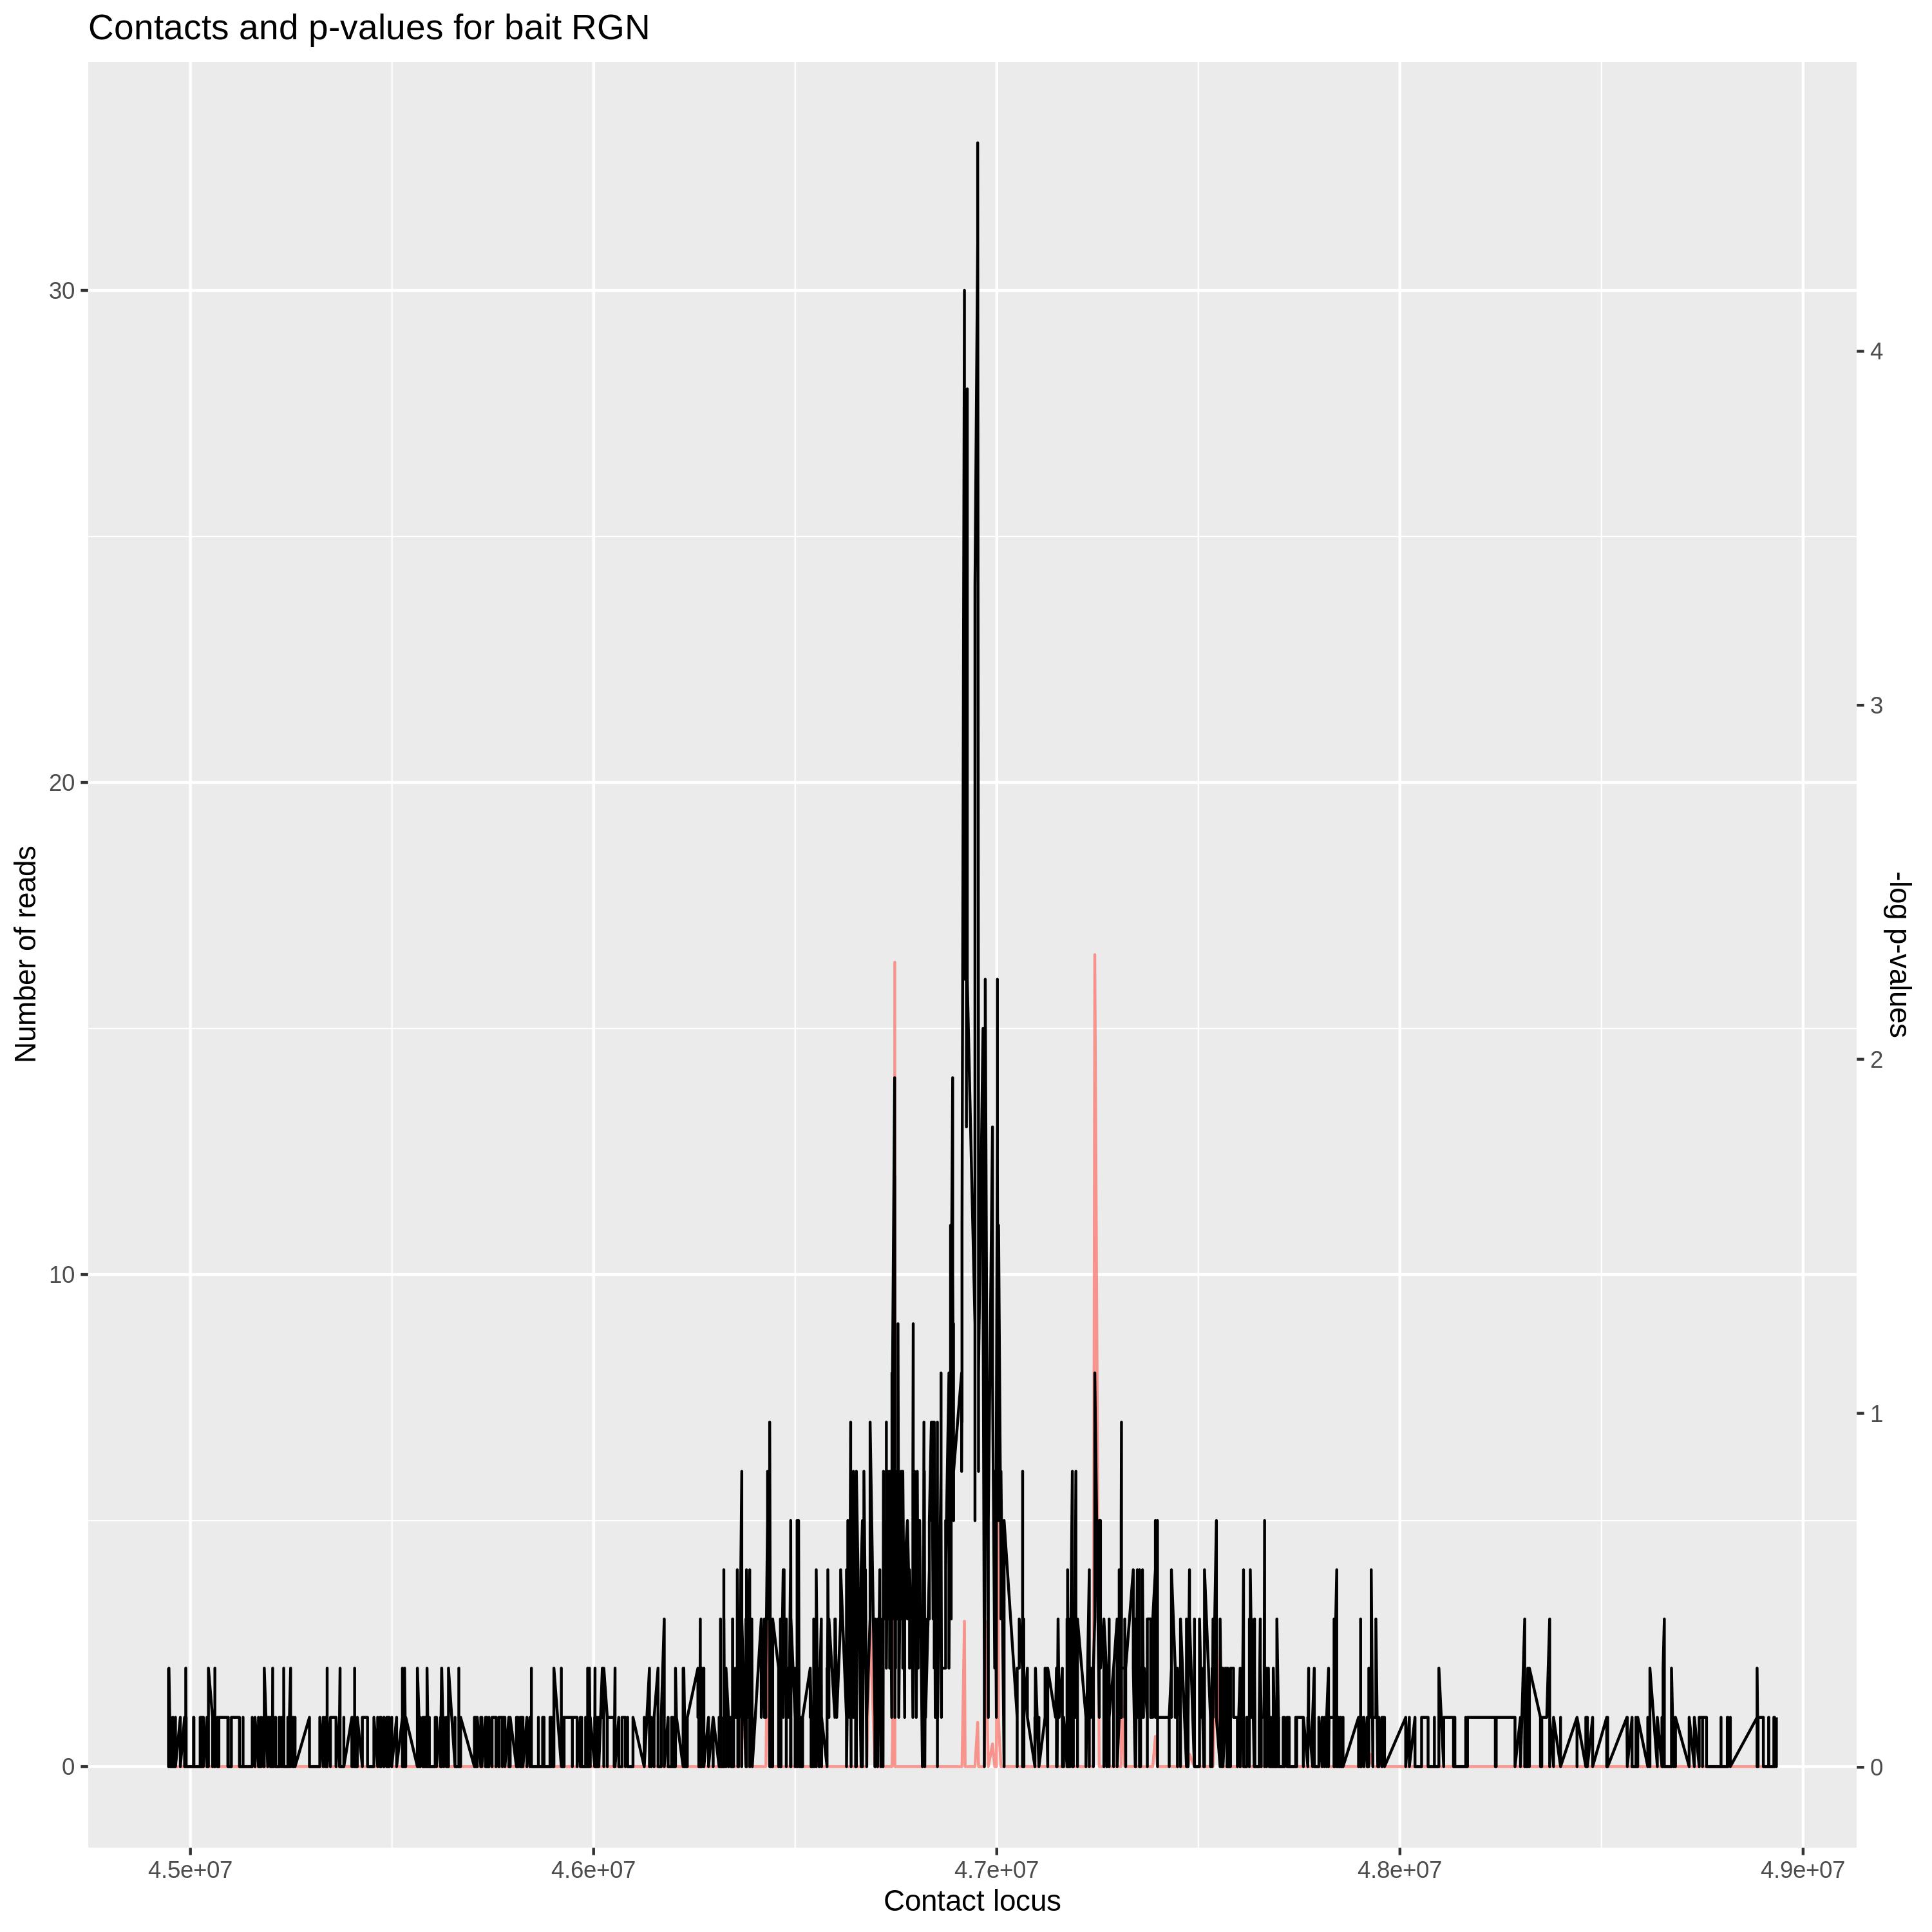 Contacts and p-values for bait RGN
30
20
10
0
Number of reads
4
3
2
1
0
-log p-values
4.5e+07
4.6e+07
4.7e+07
4.8e+07
4.9e+07
Contact locus